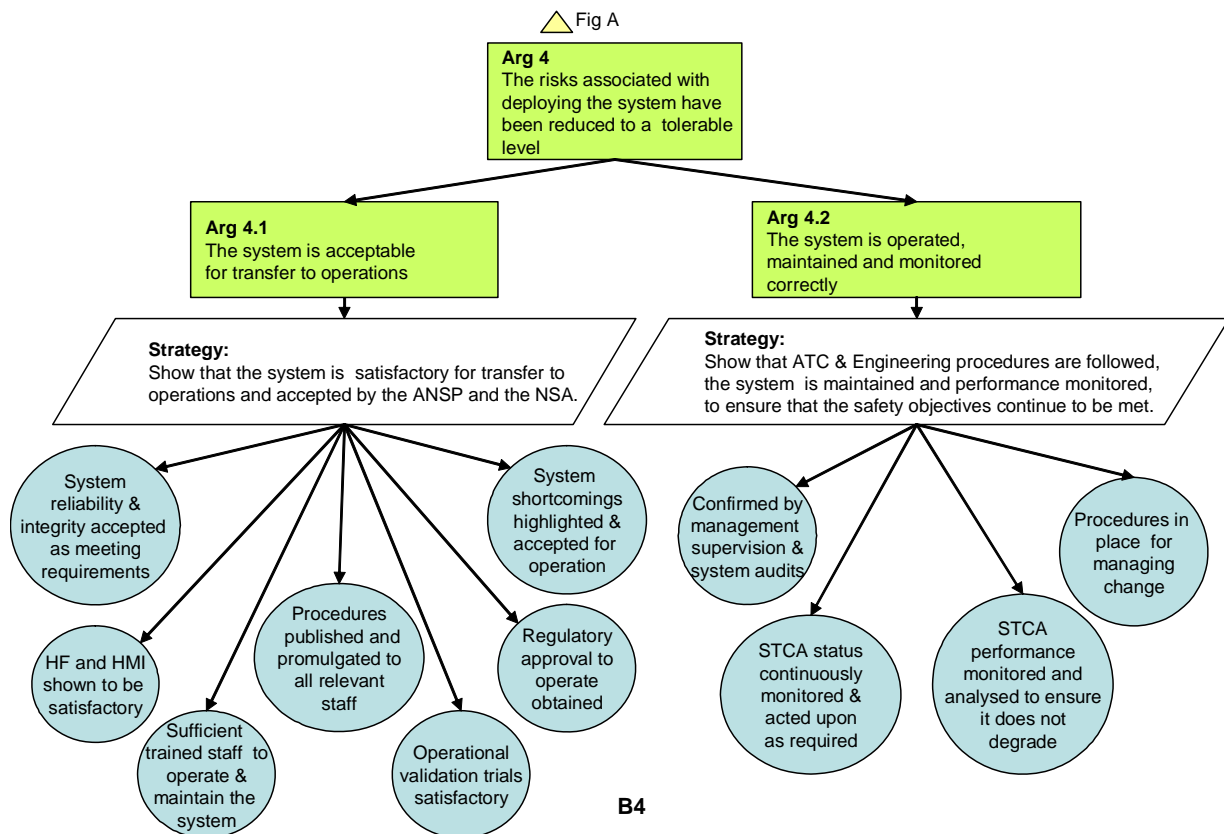 Fig A
Arg 4
The risks associated with
deploying the system have
been reduced to a tolerable
level
Arg 4.1
The system is acceptable
for transfer to operations
Arg 4.2
The system is operated,
maintained and monitored
correctly
Strategy:
Show that the system is satisfactory for transfer to
operations and accepted by the ANSP and the NSA.
Strategy:
Show that ATC & Engineering procedures are followed,
the system is maintained and performance monitored,
to ensure that the safety objectives continue to be met.
System
reliability &
integrity accepted
as meeting
requirements
HF and HMI
shown to be
satisfactory
Sufficient
trained staff to
operate &
maintain the
system
Procedures
published and
promulgated to
all relevant
staff
Operational
validation trials
satisfactory
Regulatory
approval to
operate
obtained
System
shortcomings
highlighted &
accepted for
operation
Confirmed by
management
supervision &
system audits
STCA status
continuously
monitored &
acted upon
as required
STCA
performance
monitored and
analysed to ensure
it does not
degrade
Procedures in
place for
managing
change
B4